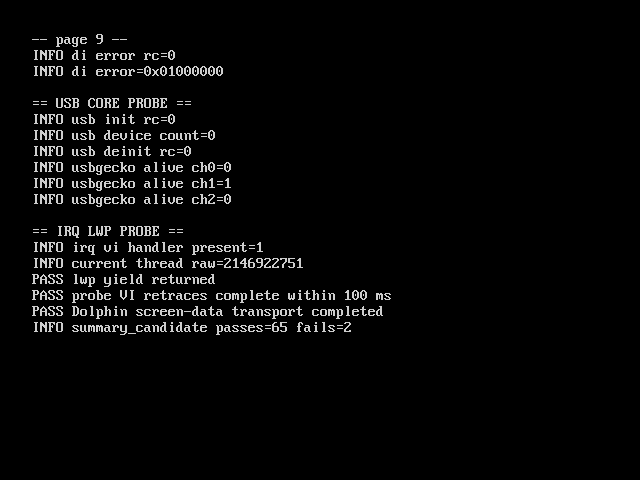 -- page 9 --
INFO di error rc=0
INFO di error=0x01000000
== USB CORE PROBE ==
INFO usb init rc=0
INFO usb device count=0
INFO usb deinit rc=0
INFO usbgecko alive ch0=0
INFO usbgecko alive ch1=1
INFO usbgecko alive ch2=0
== IRQ LWP PROBE ==
INFO irq vi handler present=1
INFO current thread raw=2146922751
PASS lwp yield returned
PASS probe VI retraces complete within 100 ms
PASS Dolphin screen-data transport completed
INFO summary_candidate passes=65 fails=2